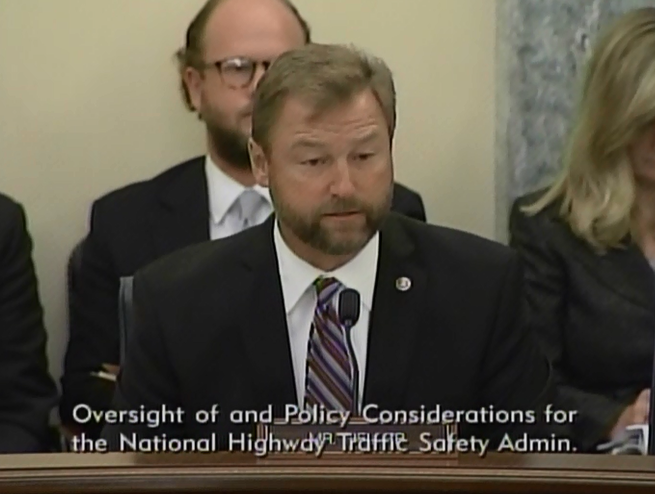 Oversight of and Policy Considerations for
the National Highway Traffic Safety Admin.